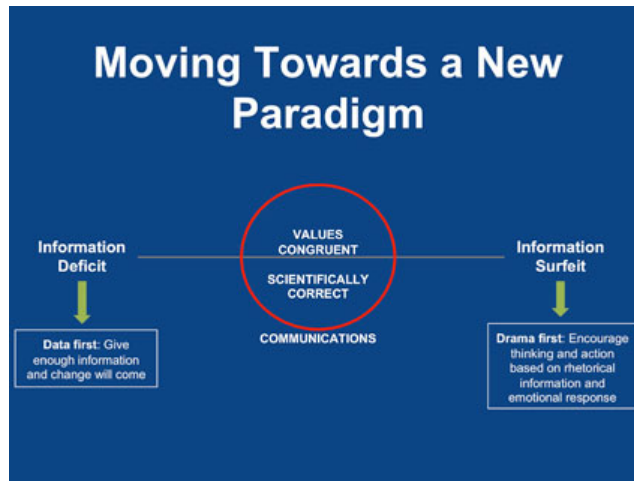 Moving Towards a New
Paradigm
Information
Deficit
Data first: Give
enough information
and change will come
VALUES
CONGRUENT
SCIENTIFICALLY
CORRECT
COMMUNICATIONS
Information
Surfeit
Drama first: Encourage
thinking and action
based on rhetorical
information and
emotional response